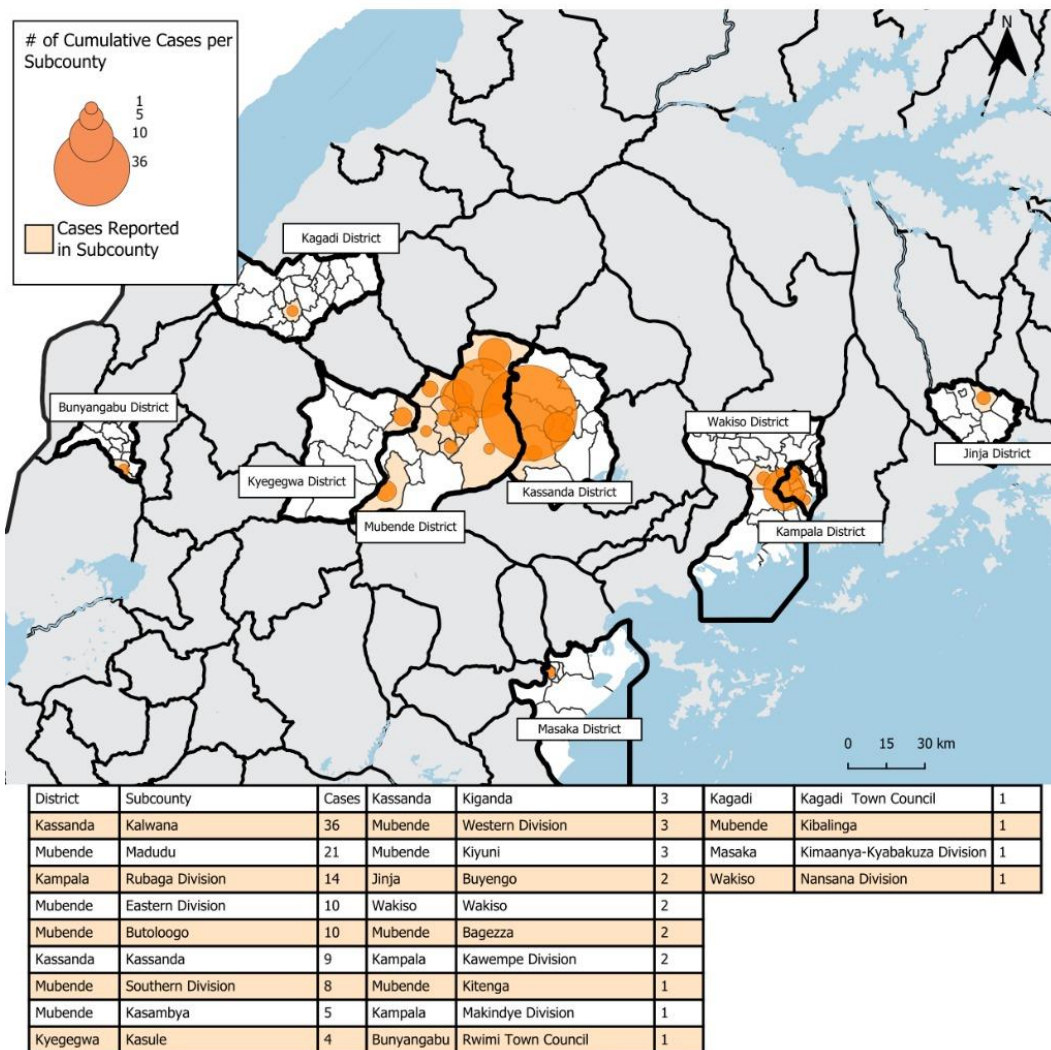 # of Cumulative Cases per
Subcounty
1
5
10
36
Cases Reported
in Subcounty
N
Kagadi District
Bunyangabu District
Wakiso District
Jinja District
Kyegegwa District
Kassanda District
Mubende District
Kampala District
Masaka District
0 15 30 km
District Subcounty Cases Kassanda Kiganda 3 Kagadi Kagadi Town Council 1
Kassanda Kalwana 36 Mubende Western Division 3 Mubende Kibalinga 1
Mubende Madudu 21 Mubende Kiyuni 3 Masaka Kimaanya-Kyabakuza Division 1
Kampala Rubaga Division 14 Jinja Buyengo 2 Wakiso Nansana Division 1
Mubende Eastern Division 10 Wakiso Wakiso 2
Mubende Butoloogo 10 Mubende Bagezza 2
Kassanda Kassanda 9 Kampala Kawempe Division 2
Mubende Southern Division 8 Mubende Kitenga 1
Mubende Kasambya 5 Kampala Makindye Division 1
Kyegegwa Kasule 4 Bunyangabu Rwimi Town Council 1